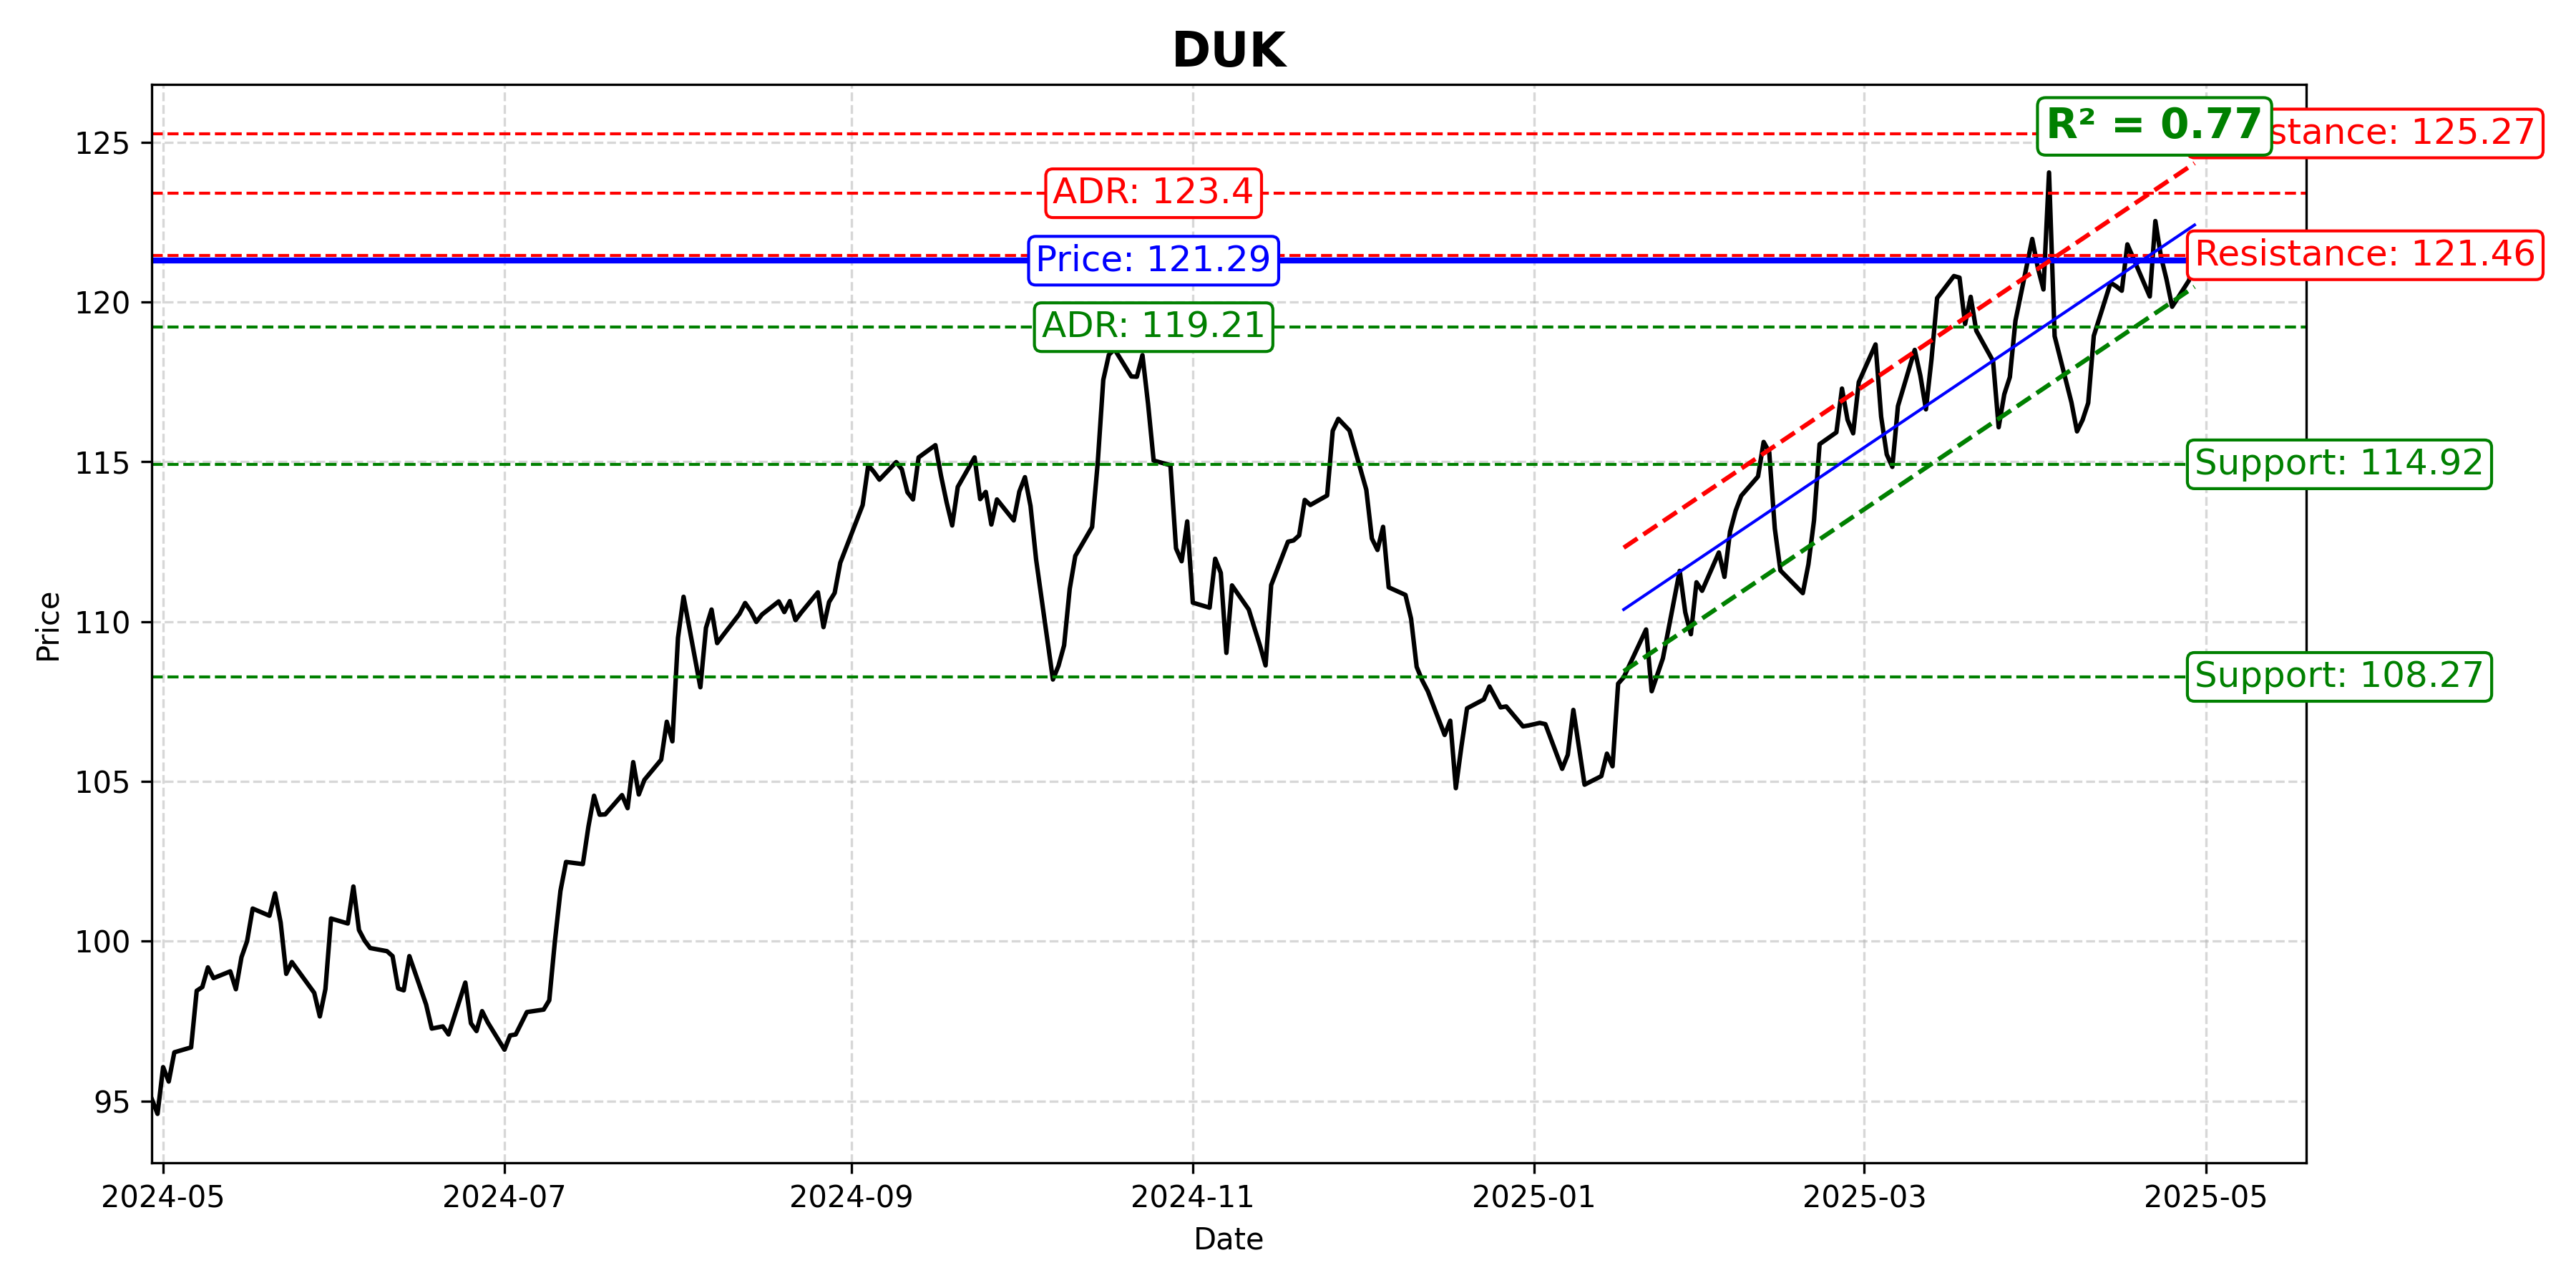 DUK
R² = 0.77
stance: 125.27
ADR: 123.4
Price: 121.29
Resistance: 121.46
ADR: 119.21
Support: 114.92
Support: 108.27
Price
125
120
115
110
105
100
95
2024-05
2024-07
2024-09
2024-11
2025-01
2025-03
2025-05
Date